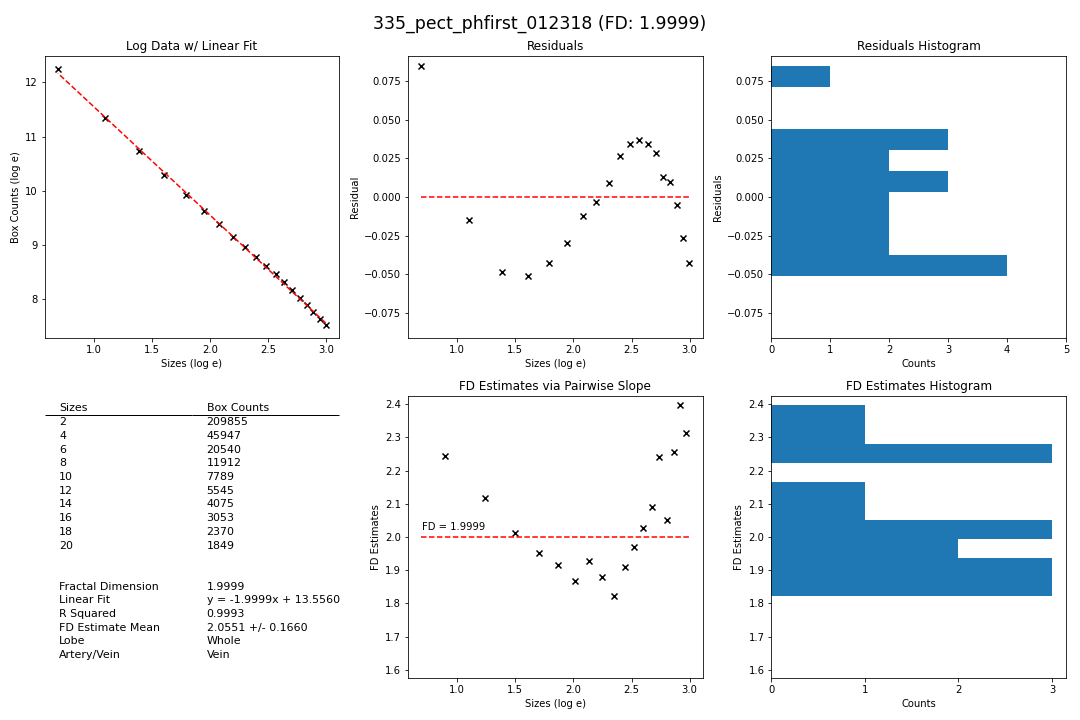 335_pect_phfirst_012318 (FD: 1.9999)
Log Data w/ Linear Fit
Box Counts (log e)
12
11
10
9
8
1.0 1.5 2.0 2.5 3.0
Sizes (log e)
Residuals
Residual
0.075
0.050
0.025
0.000
−0.025
−0.050
−0.075
1.0 1.5 2.0 2.5 3.0
Sizes (log e)
Residuals Histogram
Residuals
0.075
0.050
0.025
0.000
−0.025
−0.050
−0.075
0 1 2 3 4 5
Counts
Sizes Box Counts
2 209855
4 45947
6 20540
8 11912
10 7789
12 5545
14 4075
16 3053
18 2370
20 1849
Fractal Dimension 1.9999
Linear Fit y = -1.9999x + 13.5560
R Squared 0.9993
FD Estimate Mean 2.0551 +/- 0.1660
Lobe Whole
Artery/Vein Vein
FD Estimates via Pairwise Slope
FD Estimates
2.4
2.3
2.2
2.1
2.0
1.9
1.8
1.7
1.6
FD = 1.9999
1.0 1.5 2.0 2.5 3.0
Sizes (log e)
FD Estimates Histogram
FD Estimates
2.4
2.3
2.2
2.1
2.0
1.9
1.8
1.7
1.6
0 1 2 3
Counts